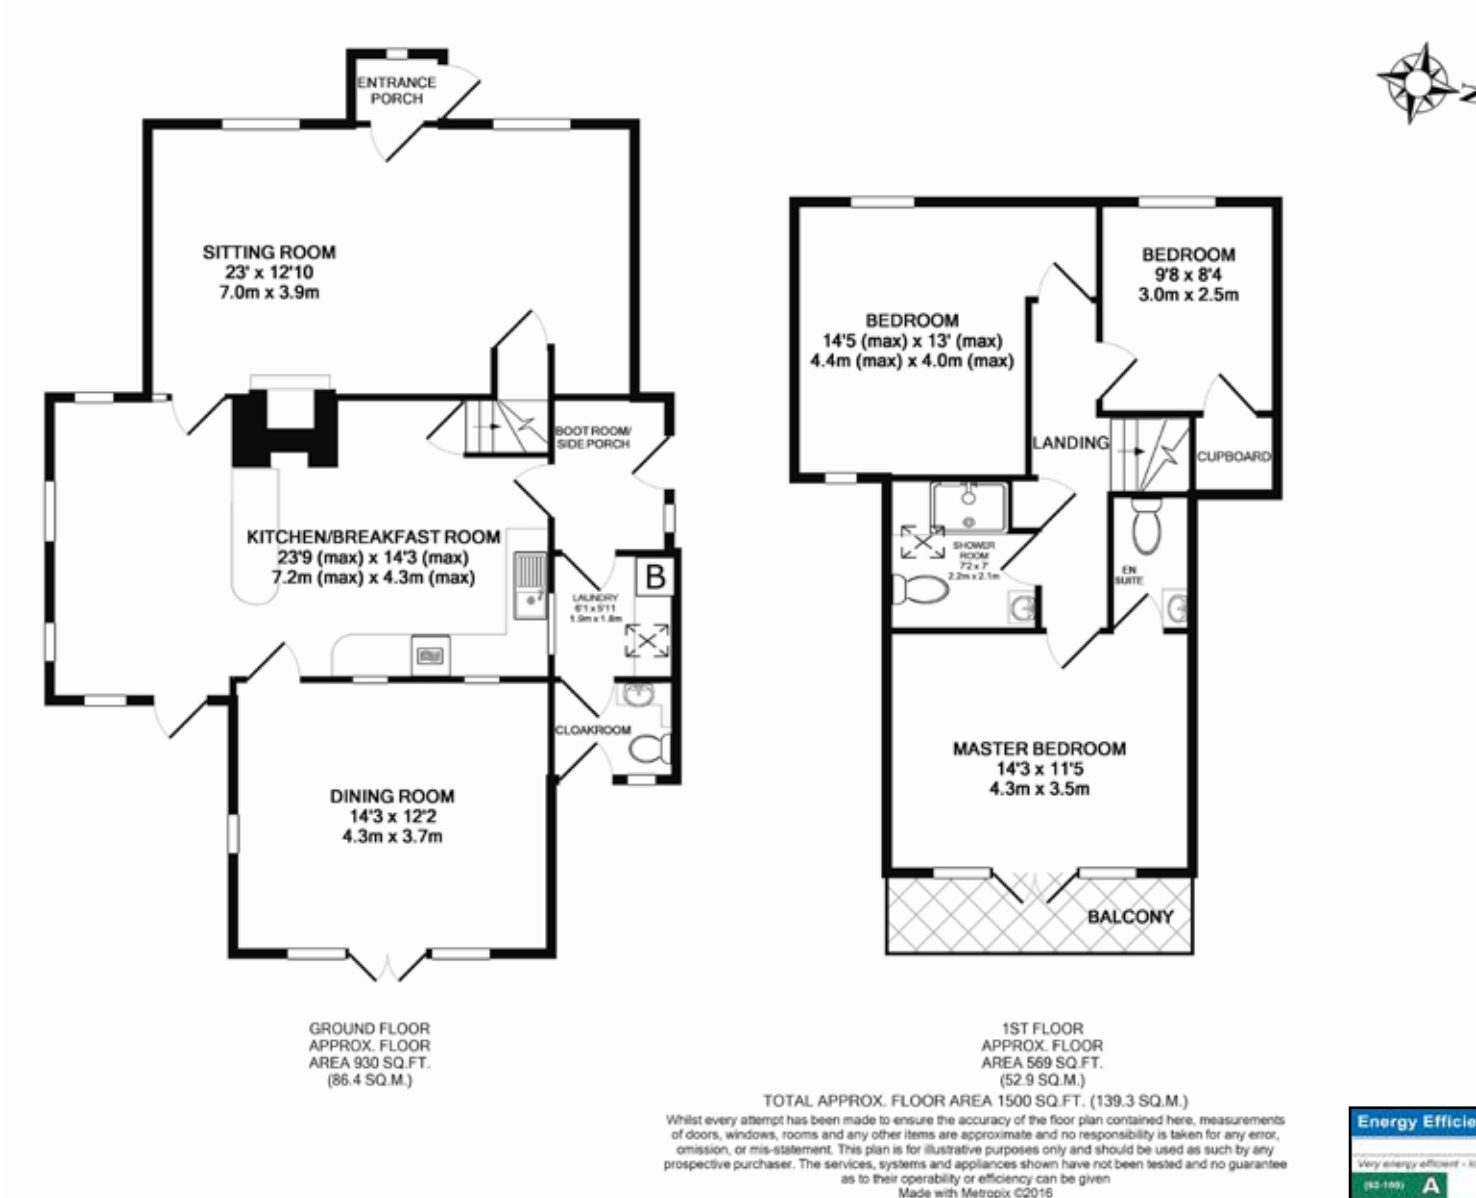 ENTRANCE
PORCH
N
SITTING ROOM
23' x 12'10
7.0m x 3.9m
BOOT ROOM/
SIDE PORCH
KITCHEN/BREAKFAST ROOM
23'9 (max) x 14'3 (max)
7.2m (max) x 4.3m (max)
B
LAUNDRY
6'1 x 5'11
1.9m x 1.8m
CLOAKROOM
DINING ROOM
14'3 x 12'2
4.3m x 3.7m
GROUND FLOOR
APPROX. FLOOR
AREA 930 SQ.FT.
(86.4 SQ.M.)
BEDROOM
9'8 x 8'4
3.0m x 2.5m
BEDROOM
14'5 (max) x 13' (max)
4.4m (max) x 4.0m (max)
LANDING
CUPBOARD
SHOWER
ROOM
7'2 x 7'
2.2m x 2.1m
EN
SUITE
MASTER BEDROOM
14'3 x 11'5
4.3m x 3.5m
BALCONY
1ST FLOOR
APPROX. FLOOR
AREA 569 SQ.FT.
(52.9 SQ.M.)
TOTAL APPROX. FLOOR AREA 1500 SQ.FT. (139.3 SQ.M.)
Whilst every attempt has been made to ensure the accuracy of the floor plan contained here, measurements
of doors, windows, rooms and any other items are approximate and no responsibility is taken for any error,
omission, or mis-statement. This plan is for illustrative purposes only and should be used as such by any
prospective purchaser. The services, systems and appliances shown have not been tested and no guarantee
as to their operability or efficiency can be given
Made with Metropix ©2016
Energy Efficie
Very energy efficient - lo
(92-100) A